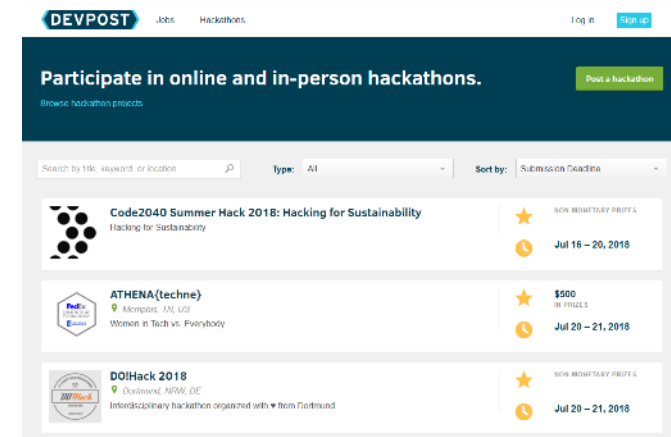 DEVPOST Jobs Hackathons Log in Sign up
Participate in online and in-person hackathons.
Post a hackathon
Browse hackathon projects
Search by title, keyword or location Type: All Sort by: Submission Deadline
Code2040 Summer Hack 2018: Hacking for Sustainability
NON-MONETARY PRIZES
Hacking for Sustainability
Jul 16 – 20, 2018
ATHENA{techne}
$500
IN PRIZES
Memphis, TN, US
FedEx
Women in Tech vs. Everybody
Jul 20 – 21, 2018
DO!Hack 2018
NON-MONETARY PRIZES
Dortmund, NRW, DE
DO!Hack
Interdisciplinary hackathon organized with ♥ from Dortmund
Jul 20 – 21, 2018